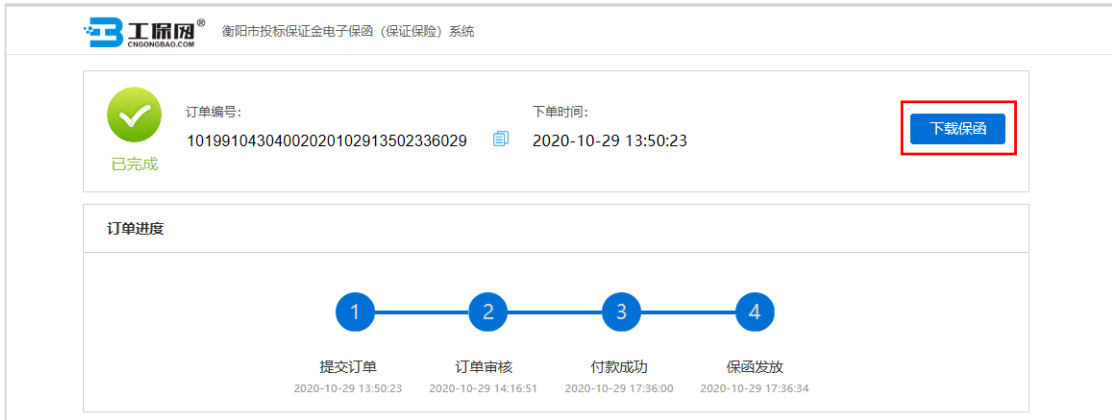 工保网®
CNGONGBAO.COM
衡阳市投标保证金电子保函（保证保险）系统
订单编号：
下单时间：
1019910430400202010291350233​6029
2020-10-29 13:50:23
下载保函
已完成
订单进度
1
2
3
4
提交订单
订单审核
付款成功
保函发放
2020-10-29 13:50:23
2020-10-29 14:16:51
2020-10-29 17:36:00
2020-10-29 17:36:34